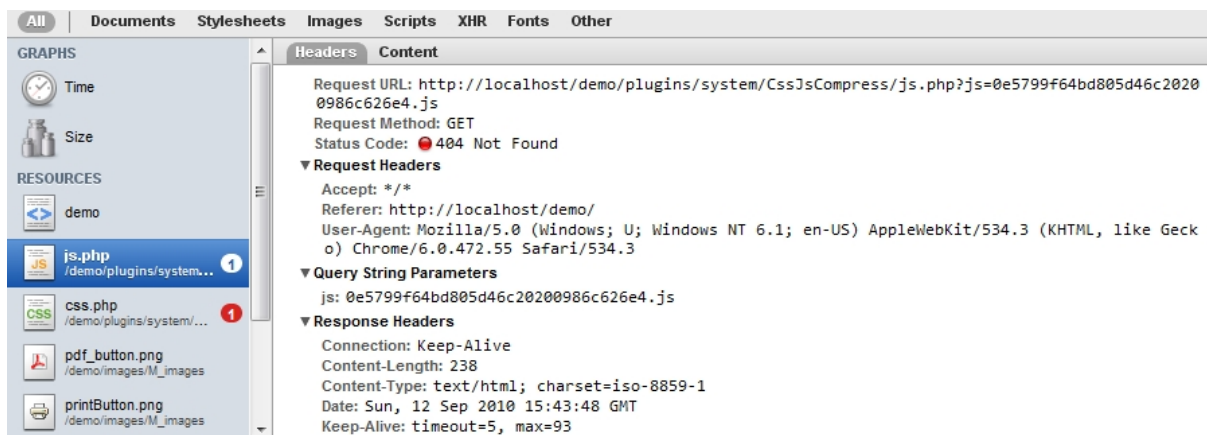 All Documents Stylesheets Images Scripts XHR Fonts Other
GRAPHS
Time
Size
RESOURCES
demo
JS
js.php
/demo/plugins/system...
1
CSS
css.php
/demo/plugins/system/...
1
pdf_button.png
/demo/images/M_images
printButton.png
/demo/images/M_images
Headers Content
Request URL: http://localhost/demo/plugins/system/CssJsCompress/js.php?js=0e5799f64bd805d46c2020
0986c626e4.js
Request Method: GET
Status Code: 404 Not Found
Request Headers
Accept: */*
Referer: http://localhost/demo/
User-Agent: Mozilla/5.0 (Windows; U; Windows NT 6.1; en-US) AppleWebKit/534.3 (KHTML, like Geck
o) Chrome/6.0.472.55 Safari/534.3
Query String Parameters
js: 0e5799f64bd805d46c20200986c626e4.js
Response Headers
Connection: Keep-Alive
Content-Length: 238
Content-Type: text/html; charset=iso-8859-1
Date: Sun, 12 Sep 2010 15:43:48 GMT
Keep-Alive: timeout=5, max=93